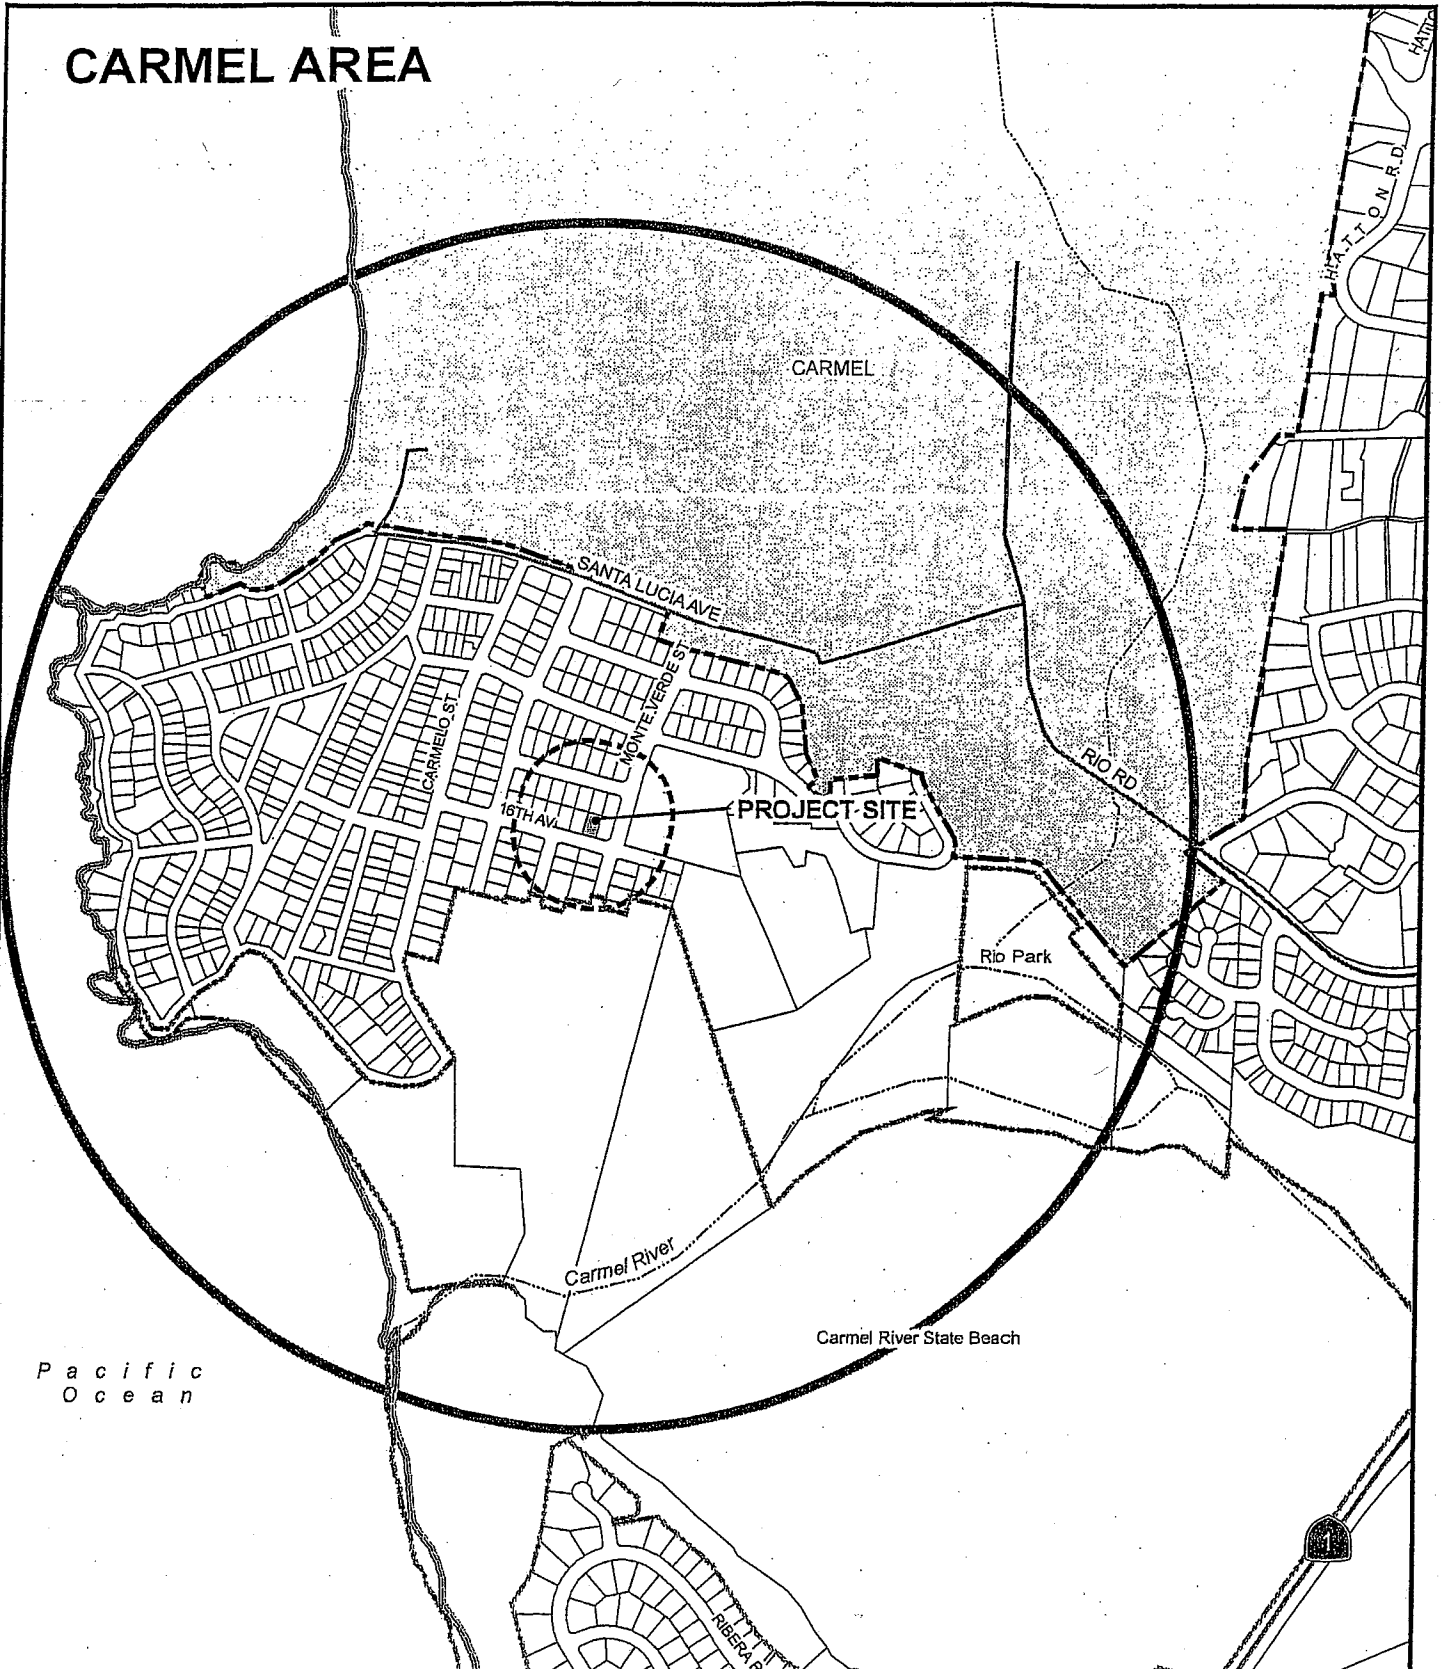 CARMEL AREA
HATTON RD
CARMEL
SANTA LUCIA AVE
MONTE VERDE ST
CARMELO ST
RIO RD
16TH AV
PROJECT SITE
Rio Park
Carmel River
Carmel River State Beach
Pacific
Ocean
1
RIBERA